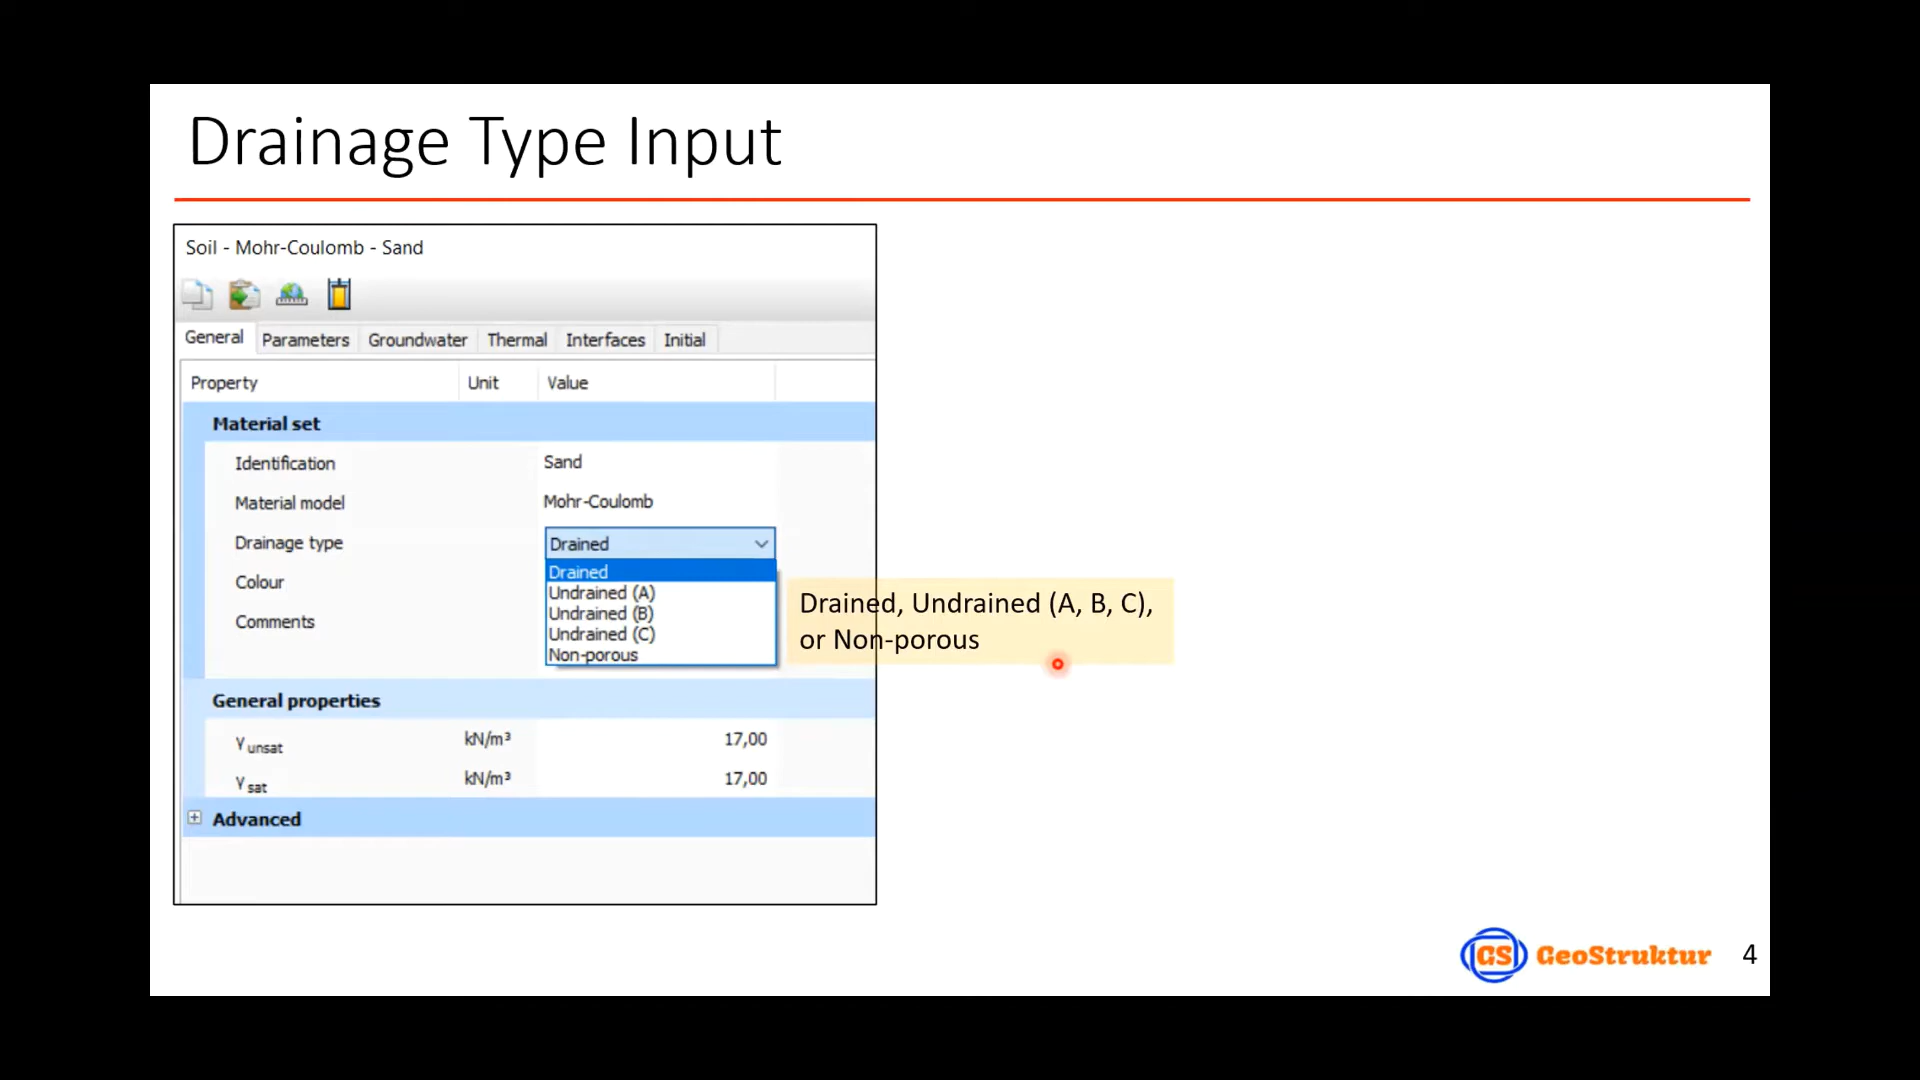 Drainage Type Input
Soil - Mohr-Coulomb - Sand
General Parameters Groundwater Thermal Interfaces Initial
Property Unit Value
Material set
Identification Sand
Material model Mohr-Coulomb
Drainage type Drained
Drained
Colour
Undrained (A)
Undrained (B)
Comments
Undrained (C)
Non-porous
Drained, Undrained (A, B, C),
or Non-porous
General properties
γ unsat kN/m³ 17,00
γ sat kN/m³ 17,00
Advanced
GS GeoStruktur 4